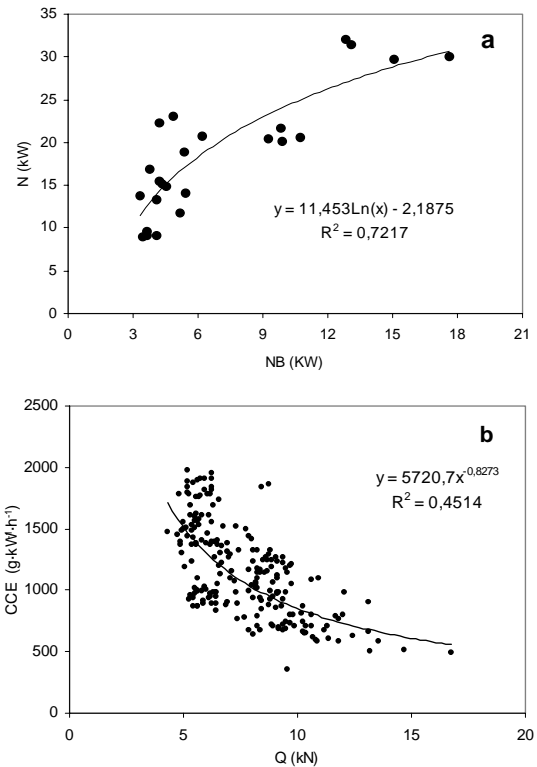 35
a
30
25
20
N (kW)
15
y = 11,453Ln(x) - 2,1875
10
R² = 0,7217
5
0
0 3 6 9 12 15 18 21
NB (KW)
2500
b
2000
y = 5720,7x^-0,8273
R² = 0,4514
1500
CCE (g·kW·h⁻¹)
1000
500
0
0 5 10 15 20
Q (kN)